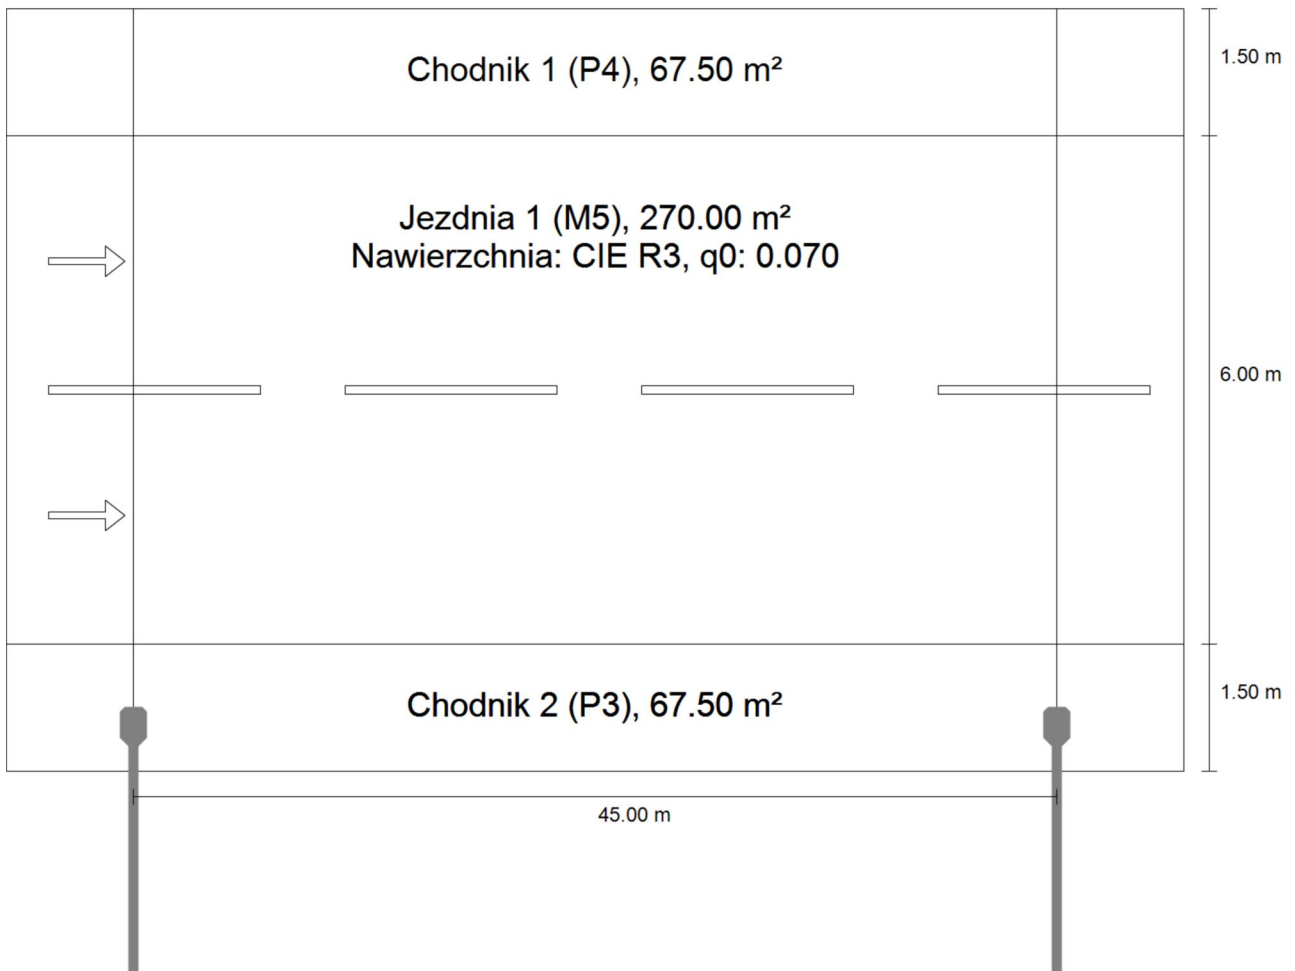 Chodnik 1 (P4), 67.50 m²
1.50 m
Jezdnia 1 (M5), 270.00 m²
Nawierzchnia: CIE R3, q0: 0.070
6.00 m
Chodnik 2 (P3), 67.50 m²
1.50 m
45.00 m